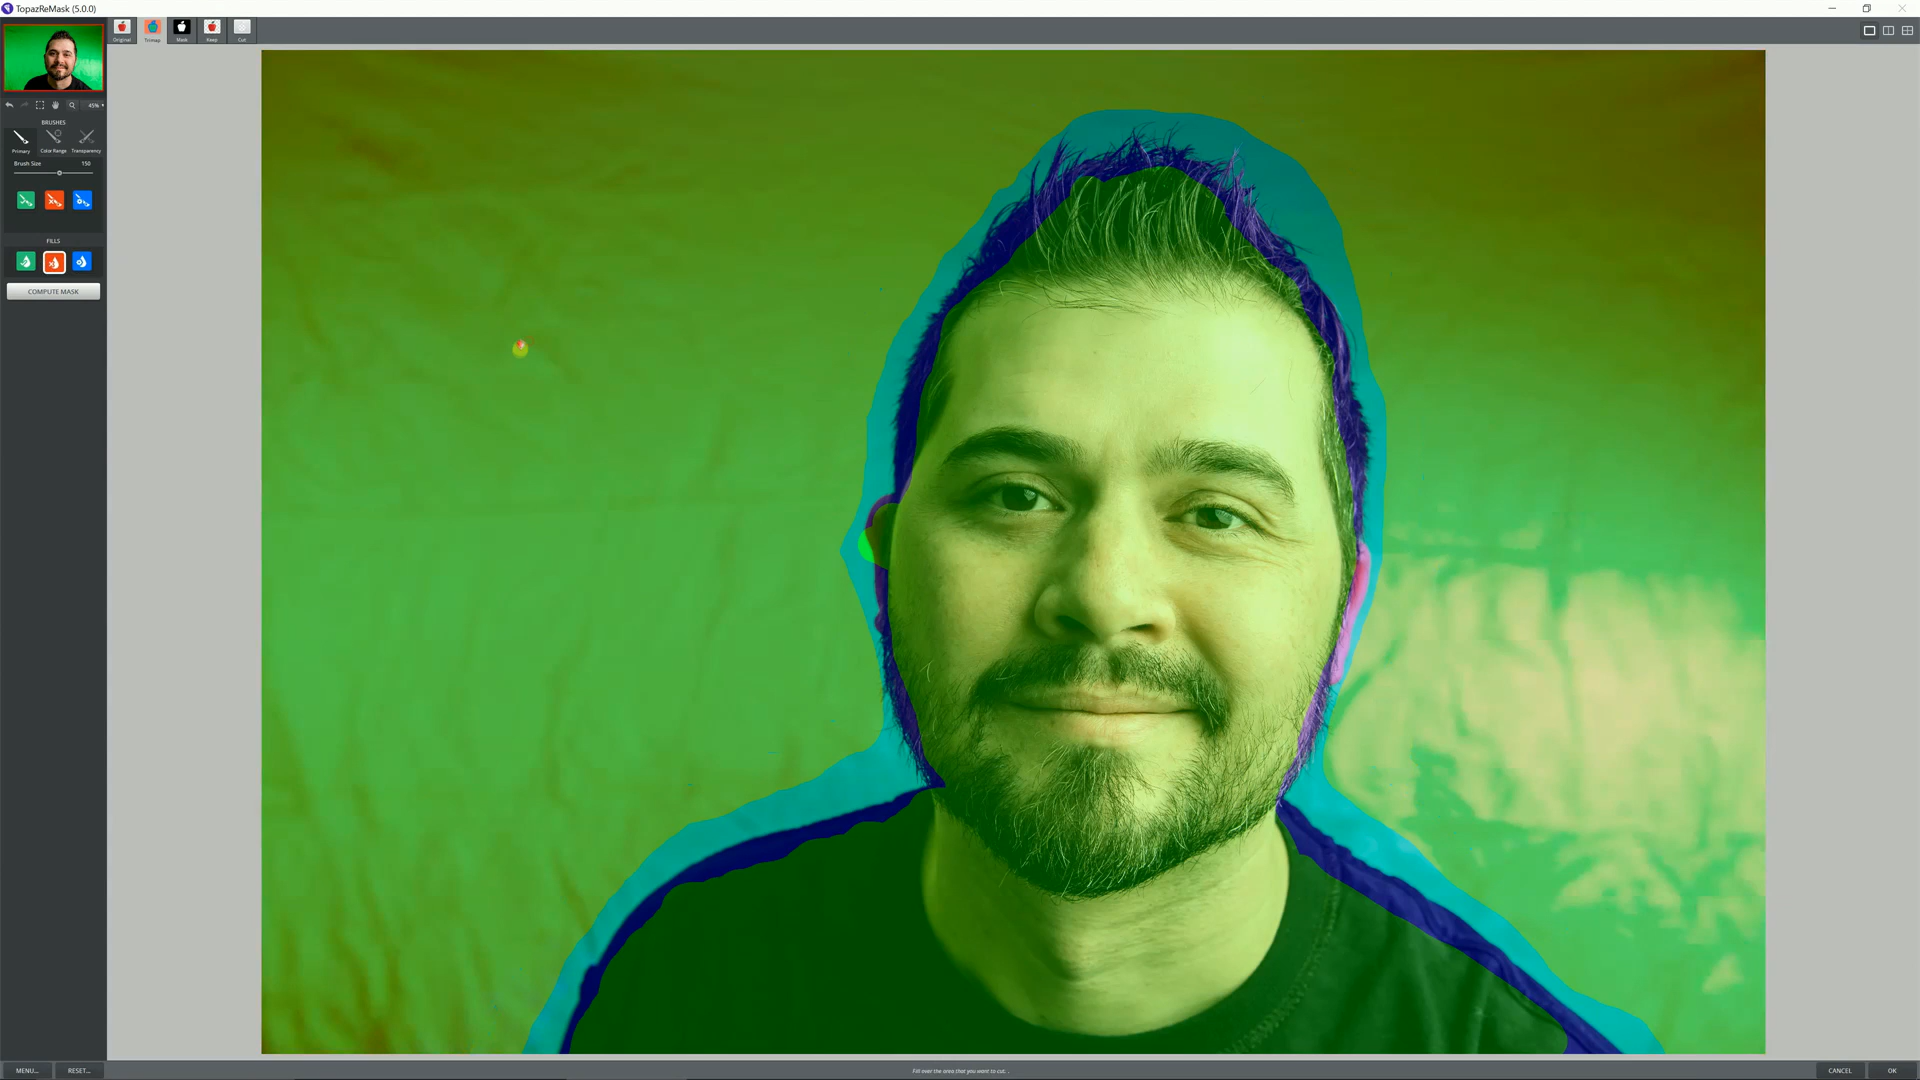 TopazReMask (5.0.0)
Original
Trimap
Mask
Keep
Cut
45%
BRUSHES
Primary
Color Range
Transparency
Brush Size 150
FILLS
COMPUTE MASK
MENU...
RESET...
Fill over the area that you want to cut. .
CANCEL
OK